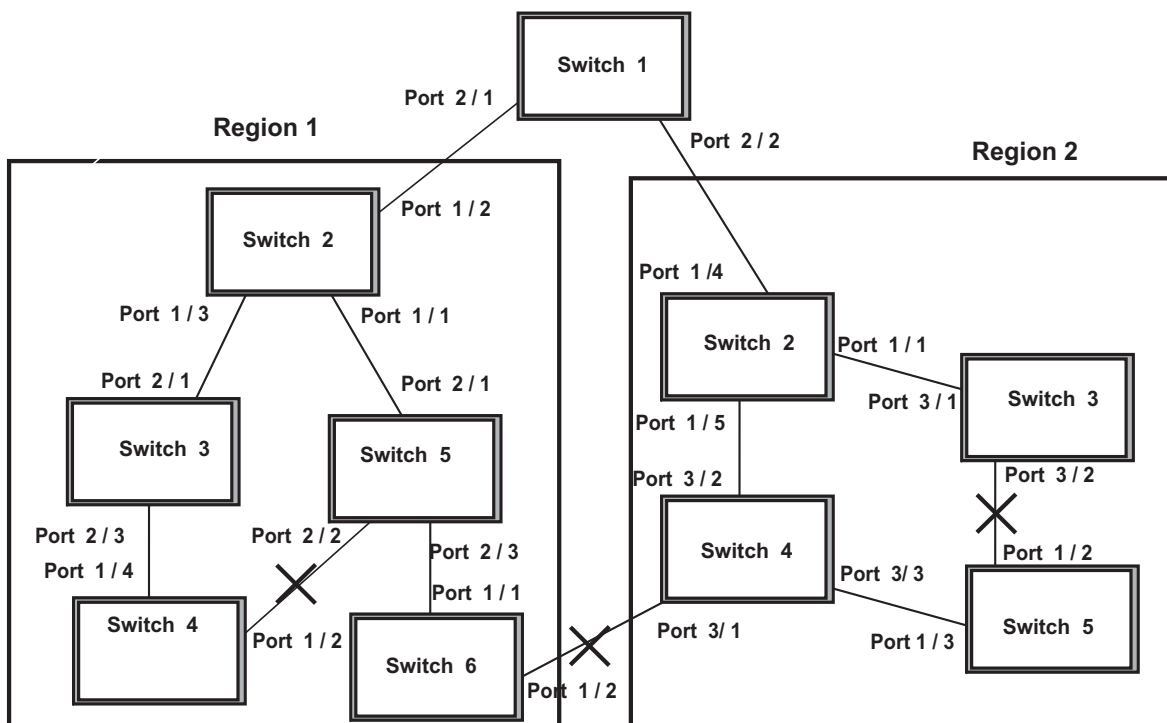 Switch 1
Port 2 / 1
Region 1
Port 2 / 2
Region 2
Port 1 / 2
Switch 2
Port 1 / 3
Port 1 / 1
Port 1 /4
Switch 2
Port 1 / 1
Port 2 / 1
Port 2 / 1
Port 3 / 1
Switch 3
Port 1 / 5
Switch 3
Switch 5
Port 3 / 2
Port 3 / 2
Port 2 / 3
Port 2 / 2
Port 2 / 3
Switch 4
Port 1 / 2
Port 1 / 4
Port 3/ 3
Port 1 / 1
Switch 4
Port 1 / 2
Switch 6
Port 3/ 1
Port 1 / 3
Switch 5
Port 1 / 2